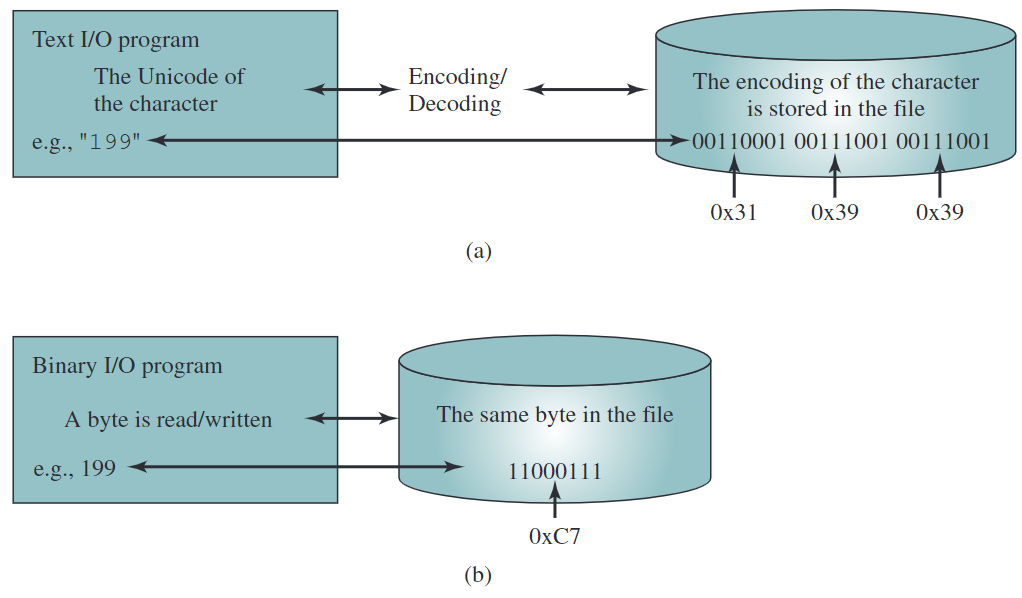 Text I/O program
The Unicode of
the character
e.g., "199"
Encoding/
Decoding
The encoding of the character
is stored in the file
00110001 00111001 00111001
0x31 0x39 0x39
(a)
Binary I/O program
A byte is read/written
e.g., 199
The same byte in the file
11000111
0xC7
(b)